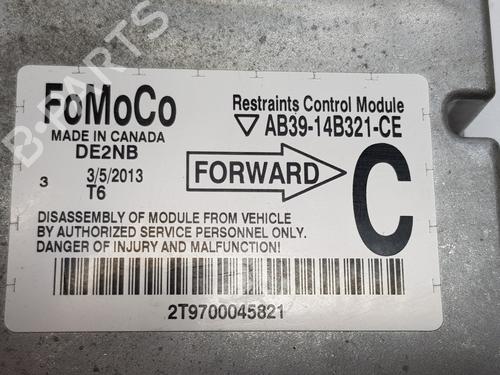 B-PARTS
FoMoCo
MADE IN CANADA
DE2NB
3 3/5/2013
T6
Restraints Control Module
AB39-14B321-CE
FORWARD
C
DISASSEMBLY OF MODULE FROM VEHICLE
BY AUTHORIZED SERVICE PERSONNEL ONLY.
DANGER OF INJURY AND MALFUNCTION!
2T9700045821